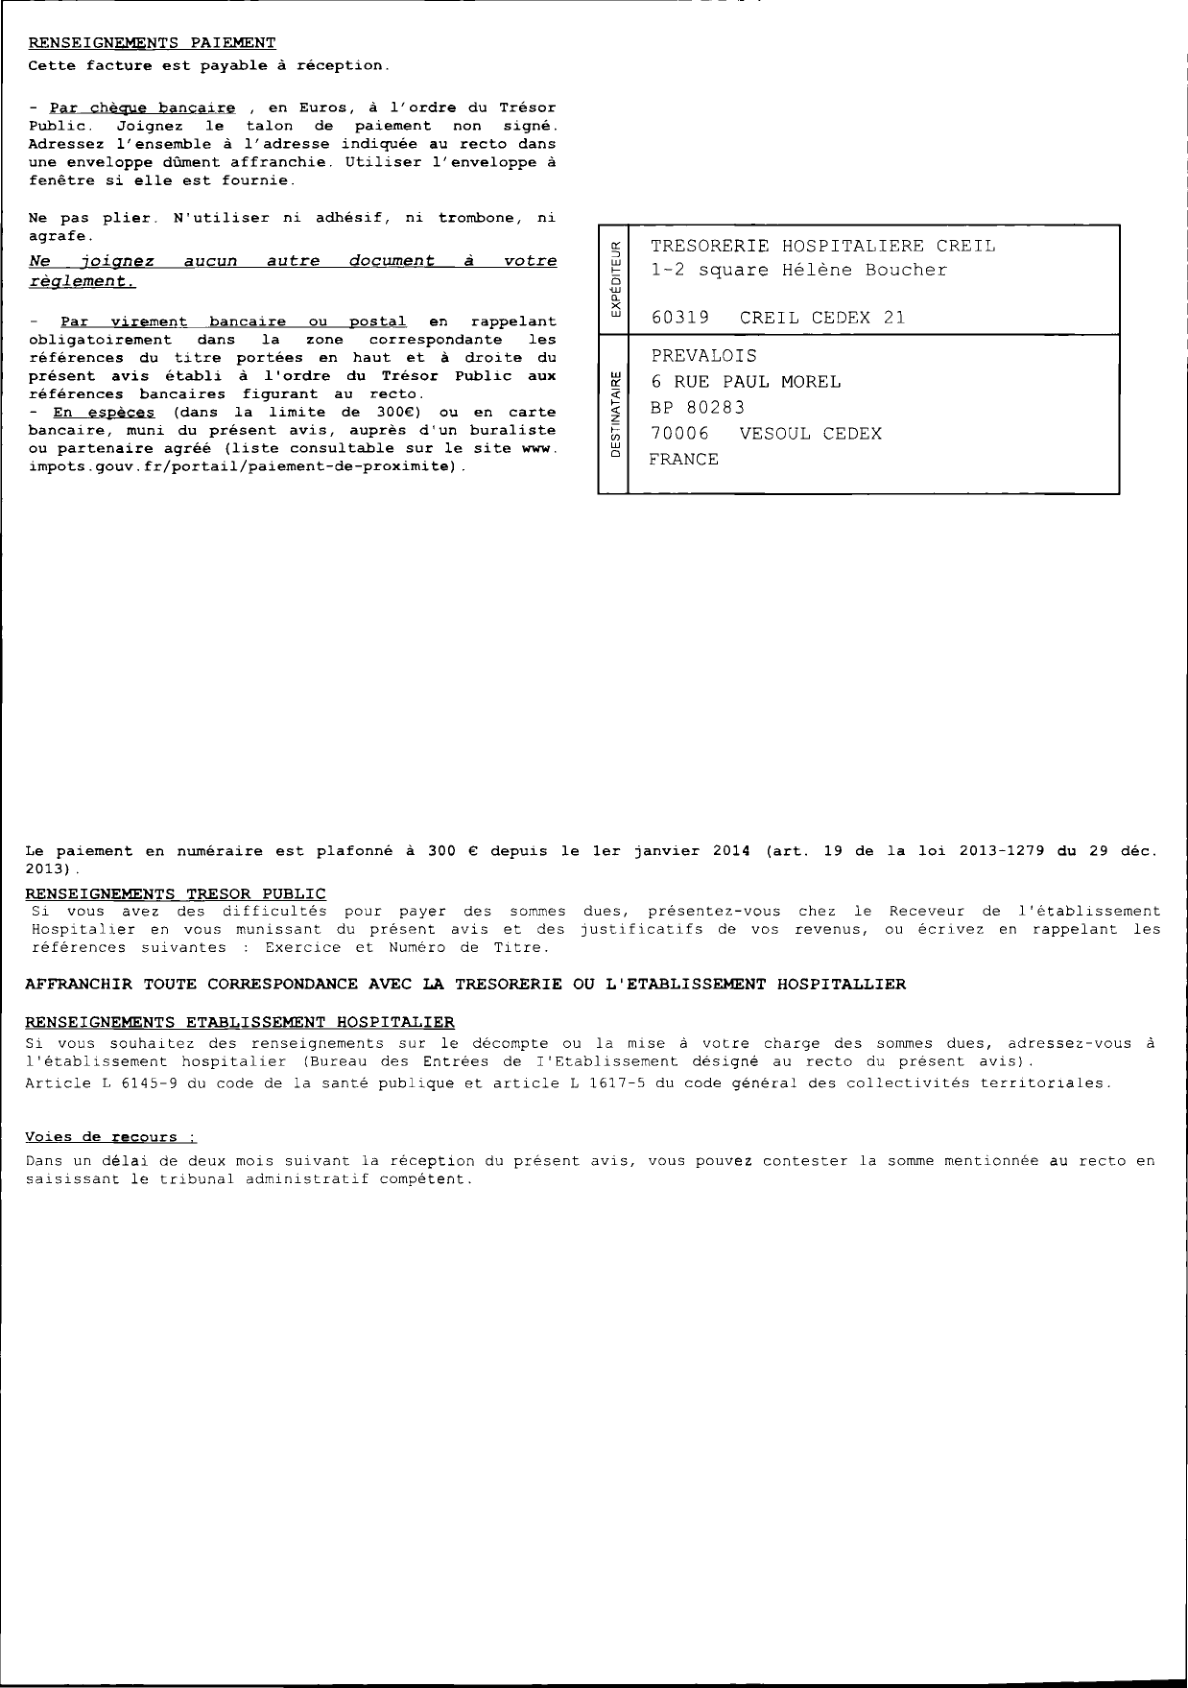 RENSEIGNEMENTS PAIEMENT
Cette facture est payable à réception.
- Par chèque bancaire , en Euros, à l'ordre du Trésor
Public. Joignez le talon de paiement non signé.
Adressez l'ensemble à l'adresse indiquée au recto dans
une enveloppe dûment affranchie. Utiliser l'enveloppe à
fenêtre si elle est fournie.
Ne pas plier. N'utiliser ni adhésif, ni trombone, ni
agrafe.
Ne joignez aucun autre document à votre
règlement.
- Par virement bancaire ou postal en rappelant
obligatoirement dans la zone correspondante les
références du titre portées en haut et à droite du
présent avis établi à l'ordre du Trésor Public aux
références bancaires figurant au recto.
- En espèces (dans la limite de 300€) ou en carte
bancaire, muni du présent avis, auprès d'un buraliste
ou partenaire agréé (liste consultable sur le site www.
impots.gouv.fr/portail/paiement-de-proximite).
EXPÉDITEUR
TRESORERIE HOSPITALIERE CREIL
1-2 square Hélène Boucher
60319 CREIL CEDEX 21
DESTINATAIRE
PREVALOIS
6 RUE PAUL MOREL
BP 80283
70006 VESOUL CEDEX
FRANCE
Le paiement en numéraire est plafonné à 300 € depuis le 1er janvier 2014 (art. 19 de la loi 2013-1279 du 29 déc.
2013).
RENSEIGNEMENTS TRESOR PUBLIC
Si vous avez des difficultés pour payer des sommes dues, présentez-vous chez le Receveur de l'établissement
Hospitalier en vous munissant du présent avis et des justificatifs de vos revenus, ou écrivez en rappelant les
références suivantes : Exercice et Numéro de Titre.
AFFRANCHIR TOUTE CORRESPONDANCE AVEC LA TRESORERIE OU L'ETABLISSEMENT HOSPITALLIER
RENSEIGNEMENTS ETABLISSEMENT HOSPITALIER
Si vous souhaitez des renseignements sur le décompte ou la mise à votre charge des sommes dues, adressez-vous à
l'établissement hospitalier (Bureau des Entrées de I'Etablissement désigné au recto du présent avis).
Article L 6145-9 du code de la santé publique et article L 1617-5 du code général des collectivités territoriales.
Voies de recours :
Dans un délai de deux mois suivant la réception du présent avis, vous pouvez contester la somme mentionnée au recto en
saisissant le tribunal administratif compétent.